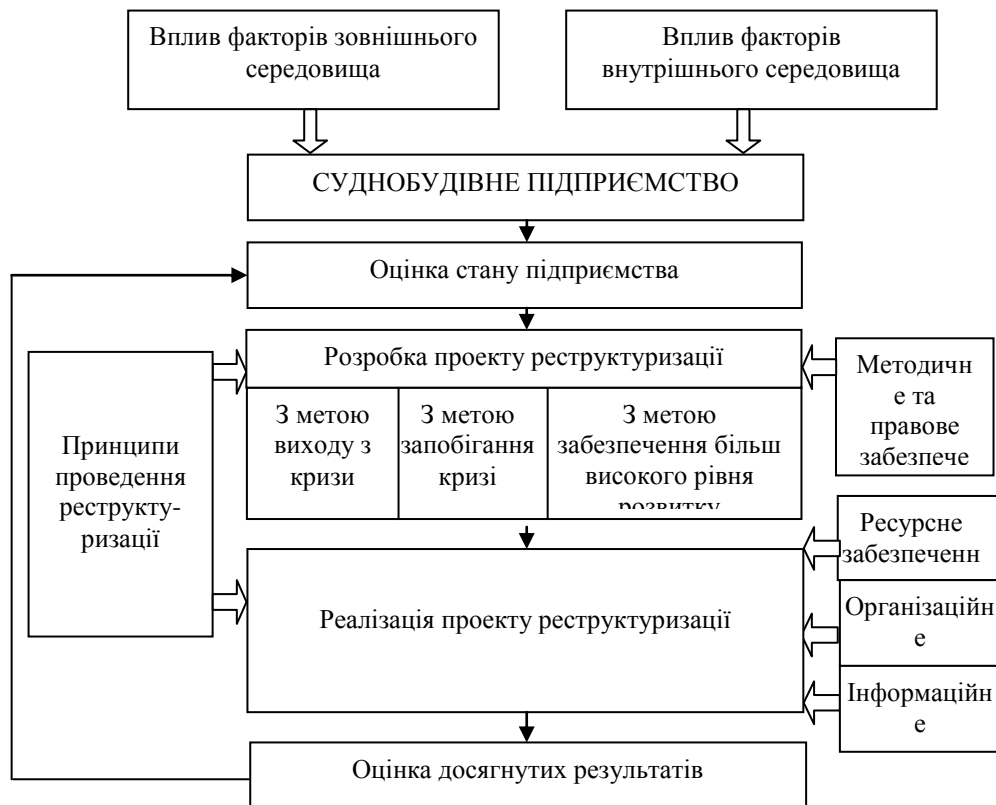 Вплив факторів зовнішнього
середовища
Вплив факторів
внутрішнього середовища
СУДНОБУДІВНЕ ПІДПРИЄМСТВО
Оцінка стану підприємства
Розробка проекту реструктуризації
З метою
виходу з
кризи
З метою
запобігання
кризі
З метою
забезпечення більш
високого рівня
розвитку
Принципи
проведення
реструкту-
ризації
Методичн
е та
правове
забезпече
Ресурсне
забезпеченн
Організаційн
е
Інформаційн
е
Реалізація проекту реструктуризації
Оцінка досягнутих результатів